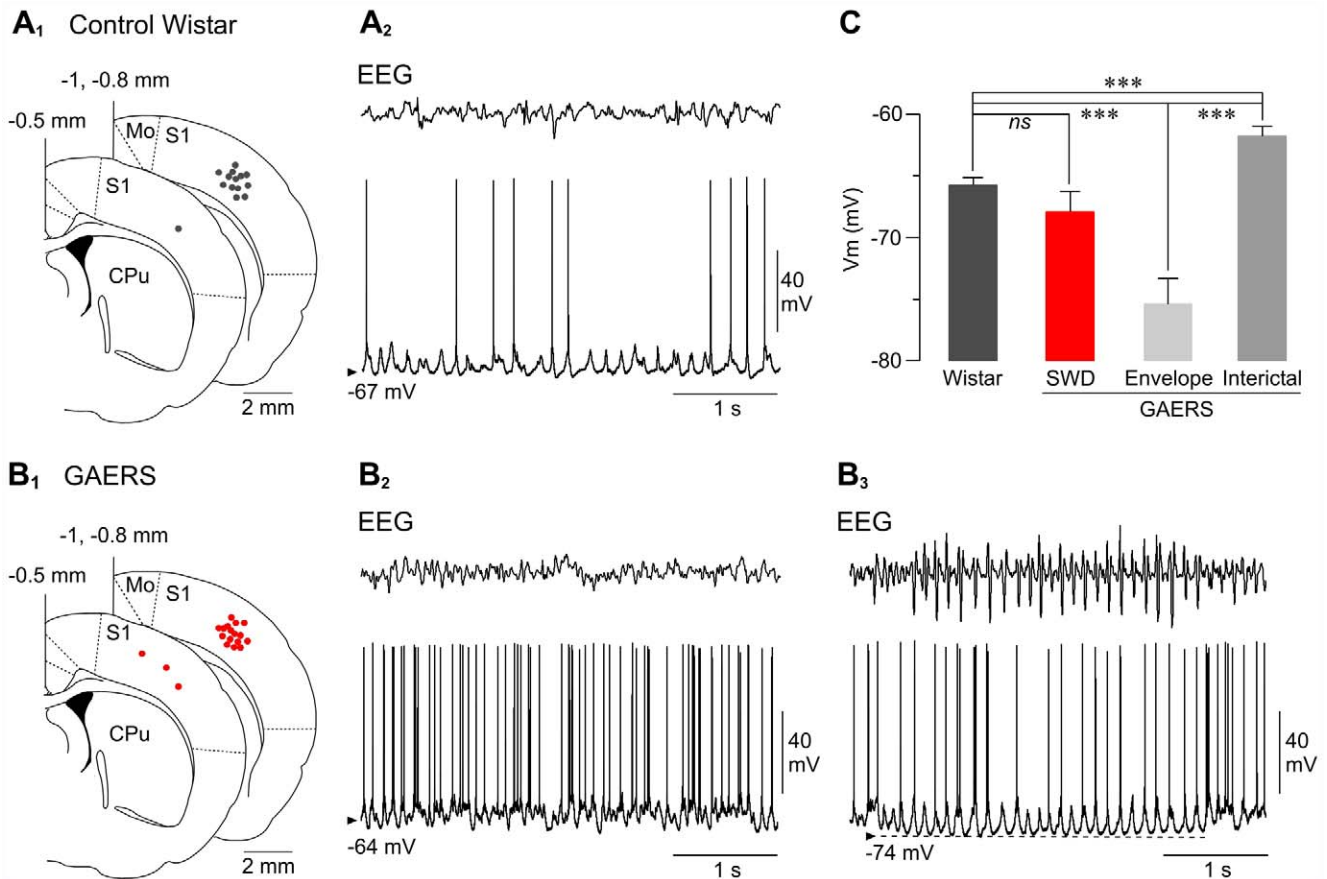 A1 Control Wistar
-1, -0.8 mm
-0.5 mm
Mo
S1
S1
CPu
2 mm
A2
EEG
40
mV
-67 mV
1 s
C
***
ns
***
***
-60
-70
-80
Vm (mV)
Wistar
SWD
Envelope
Interictal
GAERS
B1 GAERS
-1, -0.8 mm
-0.5 mm
Mo
S1
S1
CPu
2 mm
B2
EEG
40
mV
-64 mV
1 s
B3
EEG
40
mV
-74 mV
1 s